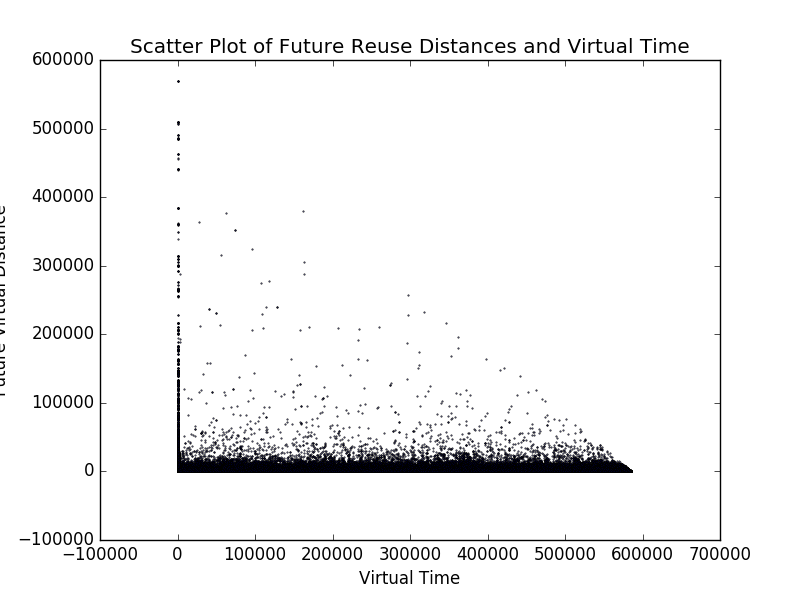 Scatter Plot of Future Reuse Distances and Virtual Time
600000
500000
400000
300000
200000
100000
0
−100000
Future Virtual Distance
−100000 0 100000 200000 300000 400000 500000 600000 700000
Virtual Time